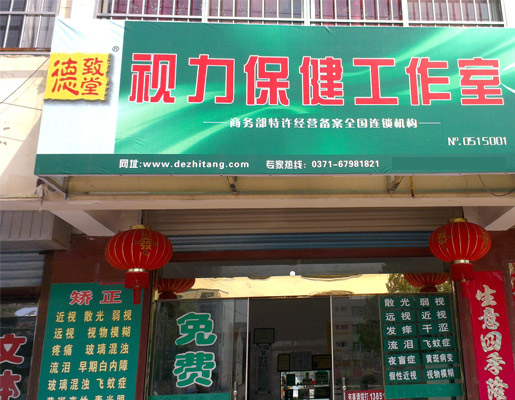 德致堂®
视力保健工作室
商务部特许经营备案全国连锁机构
Nº.0515001
网址:www.dezhitang.com 专家热线: 0371-67981821
矫正
近视 散光 弱视
远视 视物模糊
疼痛 玻璃混浊
流泪 早期白内障
玻璃混浊 飞蚊症
免费
散光 弱视
视 远视
发痒 干涩
流泪 飞蚊症
夜盲症 黄斑病变
假性近视 视物模糊
生意四季隆
文体